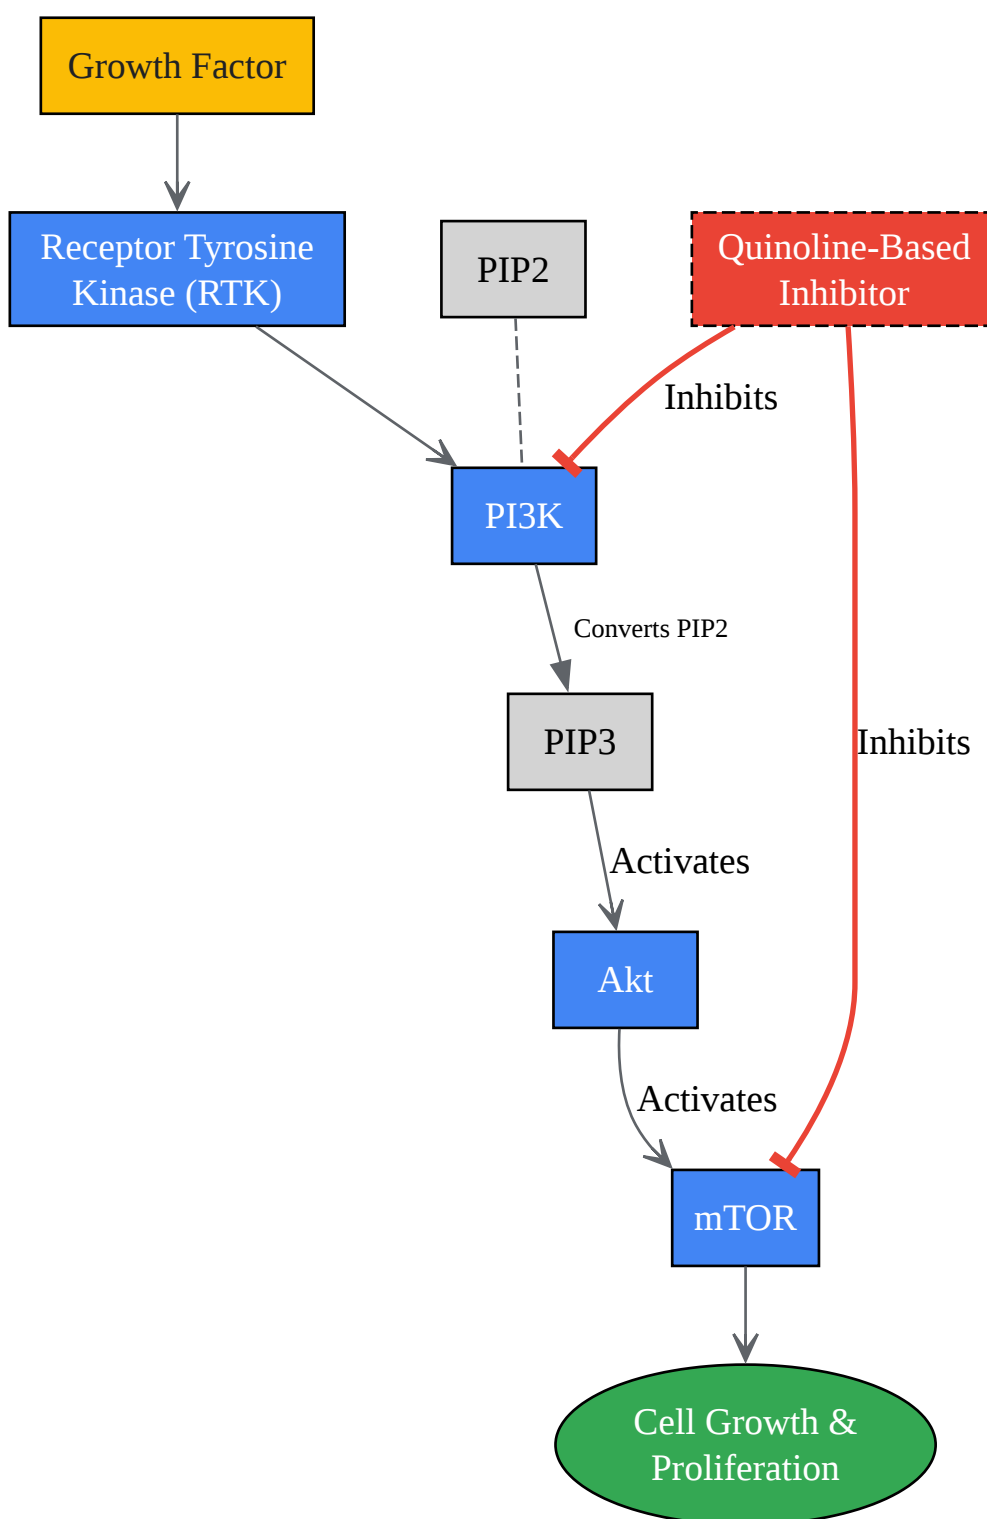 Growth Factor
Receptor Tyrosine
Kinase (RTK)
PIP2
Quinoline-Based
Inhibitor
Inhibits
PI3K
Converts PIP2
PIP3
Inhibits
Activates
Akt
Activates
mTOR
Cell Growth &
Proliferation